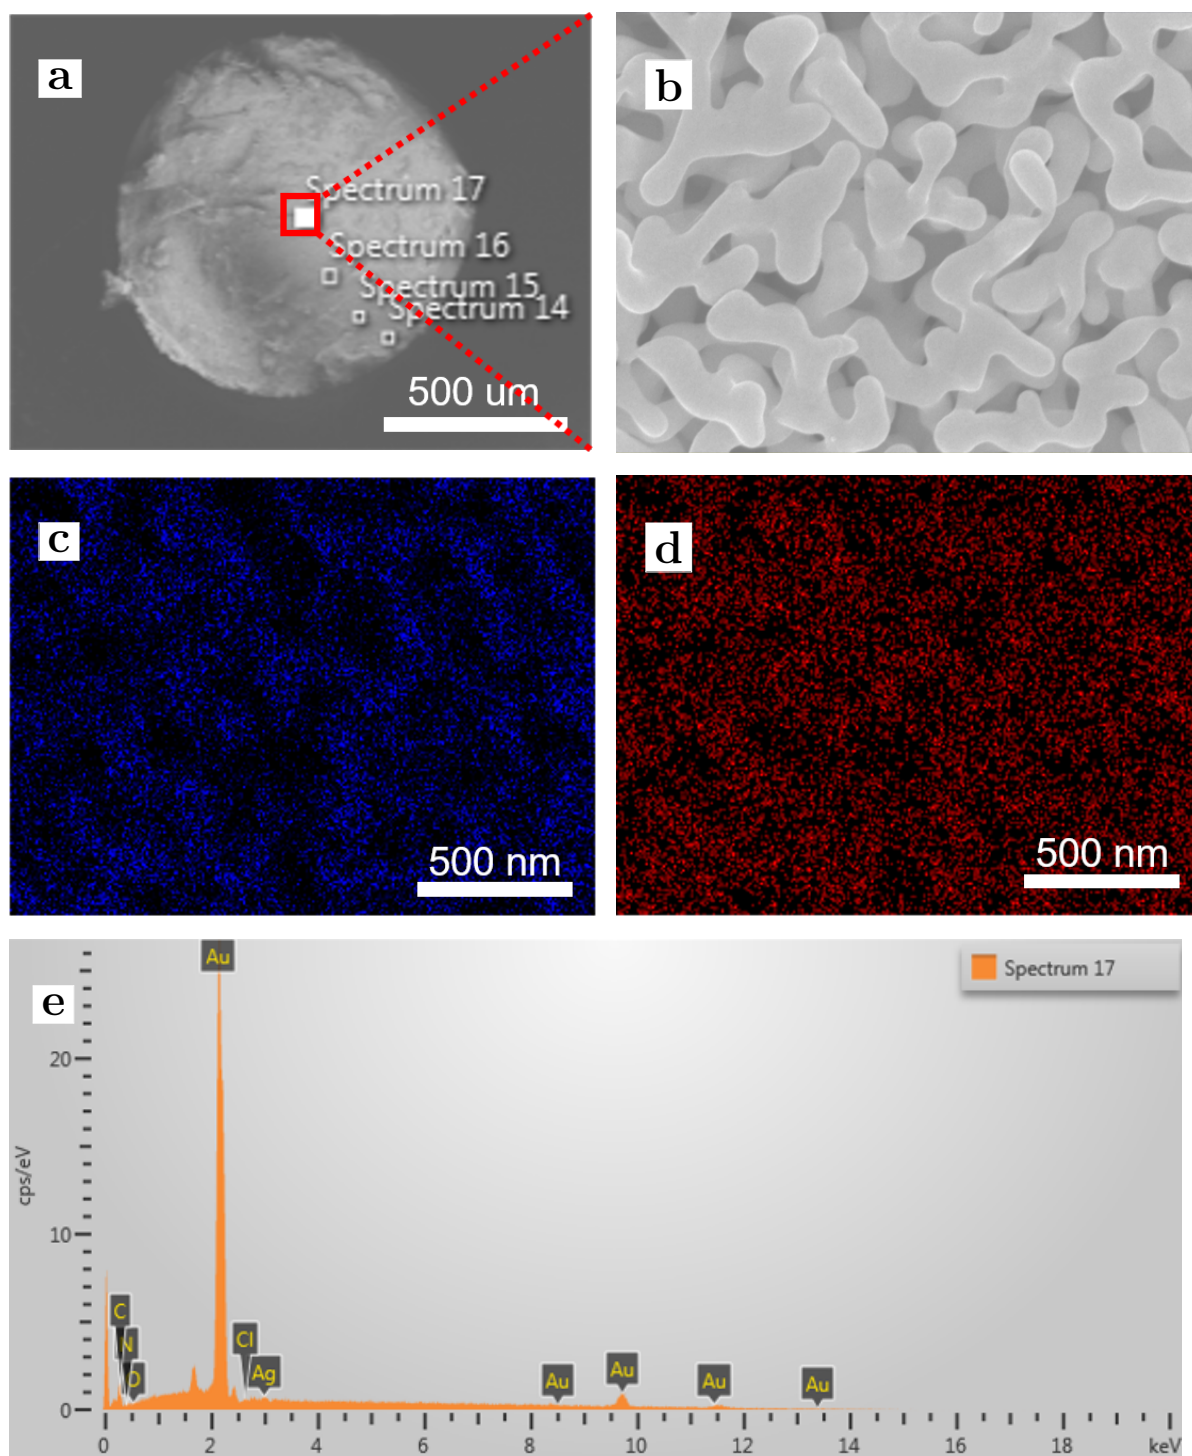 a
Spectrum 17
Spectrum 16
Spectrum 15
Spectrum 14
500 um
b
c
500 nm
d
500 nm
e
Au
Spectrum 17
20
cps/eV
10
C
N
O
Cl
Ag
Au
Au
Au
Au
0
0 2 4 6 8 10 12 14 16 18 keV